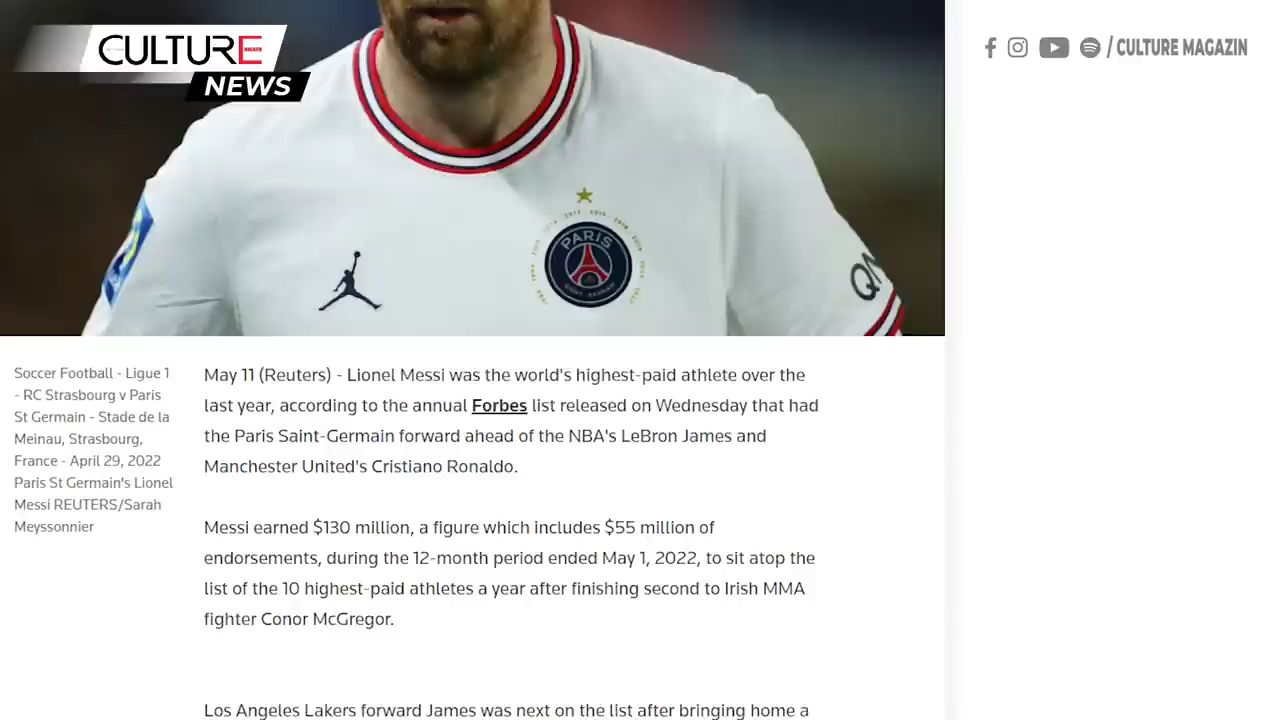 CULTURE
NEWS
/ CULTURE MAGAZIN
PARIS
SAINT-GERMAIN
Soccer Football - Ligue 1
- RC Strasbourg v Paris
St Germain - Stade de la
Meinau, Strasbourg,
France - April 29, 2022
Paris St Germain's Lionel
Messi REUTERS/Sarah
Meyssonnier
May 11 (Reuters) - Lionel Messi was the world's highest-paid athlete over the
last year, according to the annual Forbes list released on Wednesday that had
the Paris Saint-Germain forward ahead of the NBA's LeBron James and
Manchester United's Cristiano Ronaldo.
Messi earned $130 million, a figure which includes $55 million of
endorsements, during the 12-month period ended May 1, 2022, to sit atop the
list of the 10 highest-paid athletes a year after finishing second to Irish MMA
fighter Conor McGregor.
Los Angeles Lakers forward James was next on the list after bringing home a